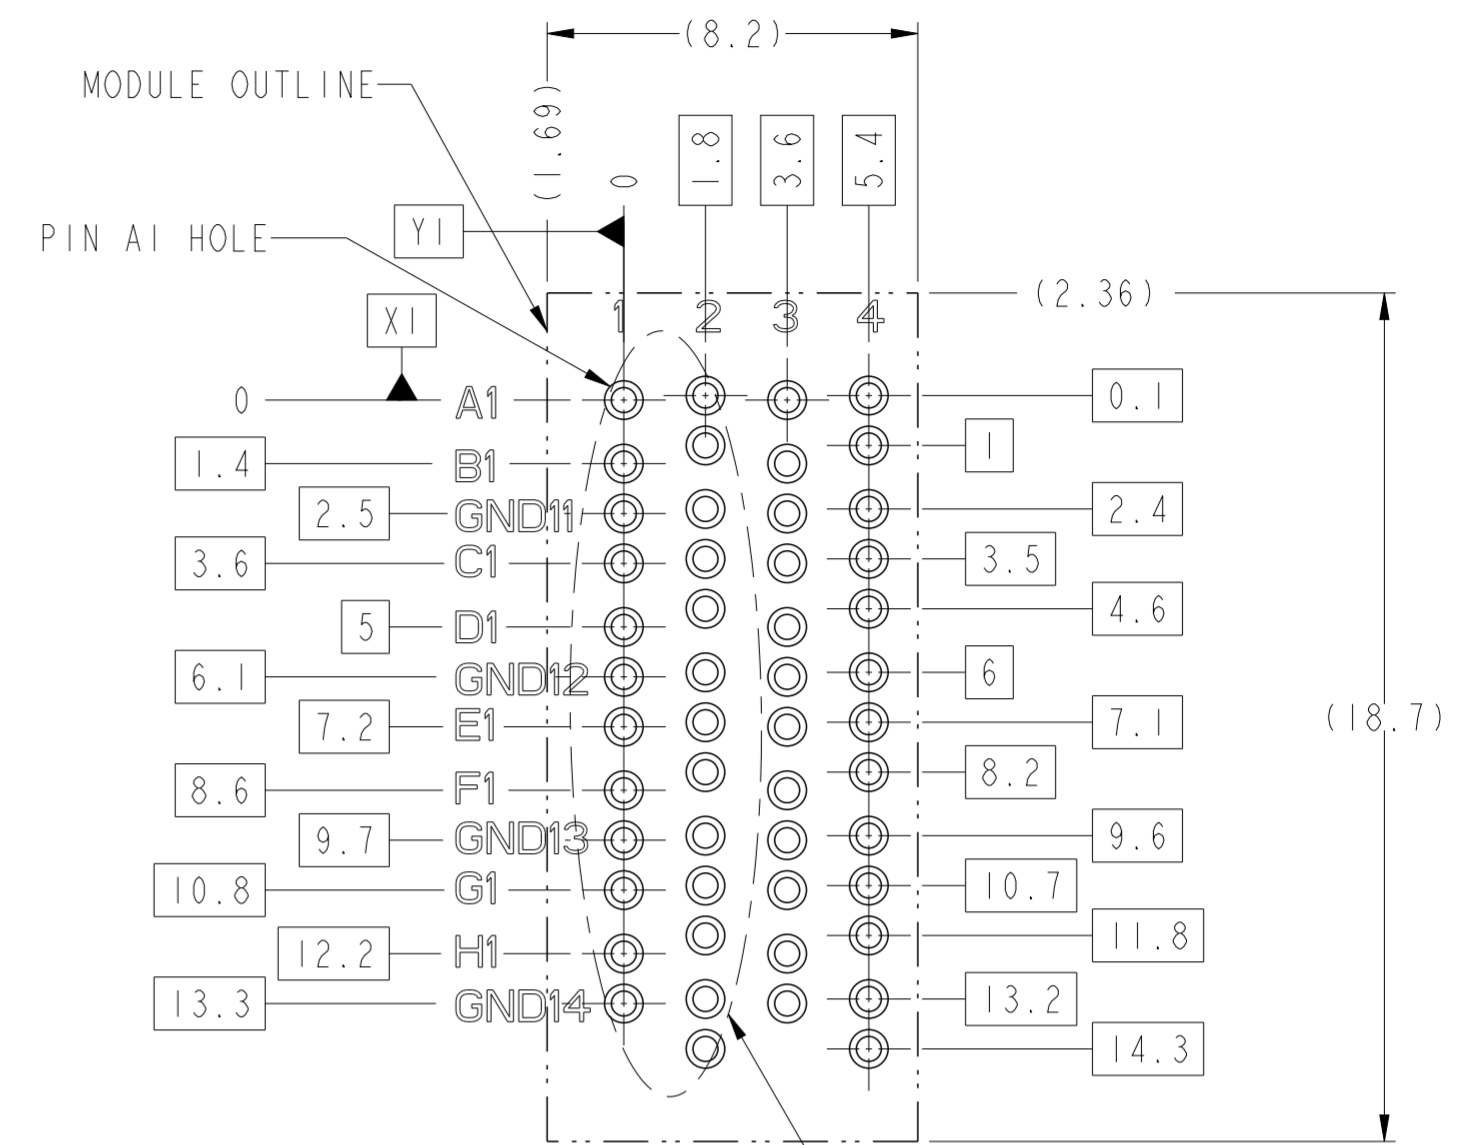 (8.2)
MODULE OUTLINE
(1.69)
0
1.8
3.6
5.4
Y1
PIN A1 HOLE
(2.36)
X1
1 2 3 4
0 A1 0.1
1.4 B1 1
2.5 GND11 2.4
3.6 C1 3.5
5 D1 4.6
6.1 GND12 6
7.2 E1 7.1
(18.7)
8.6 F1 8.2
9.7 GND13 9.6
10.8 G1 10.7
12.2 H1 11.8
13.3 GND14 13.2
14.3